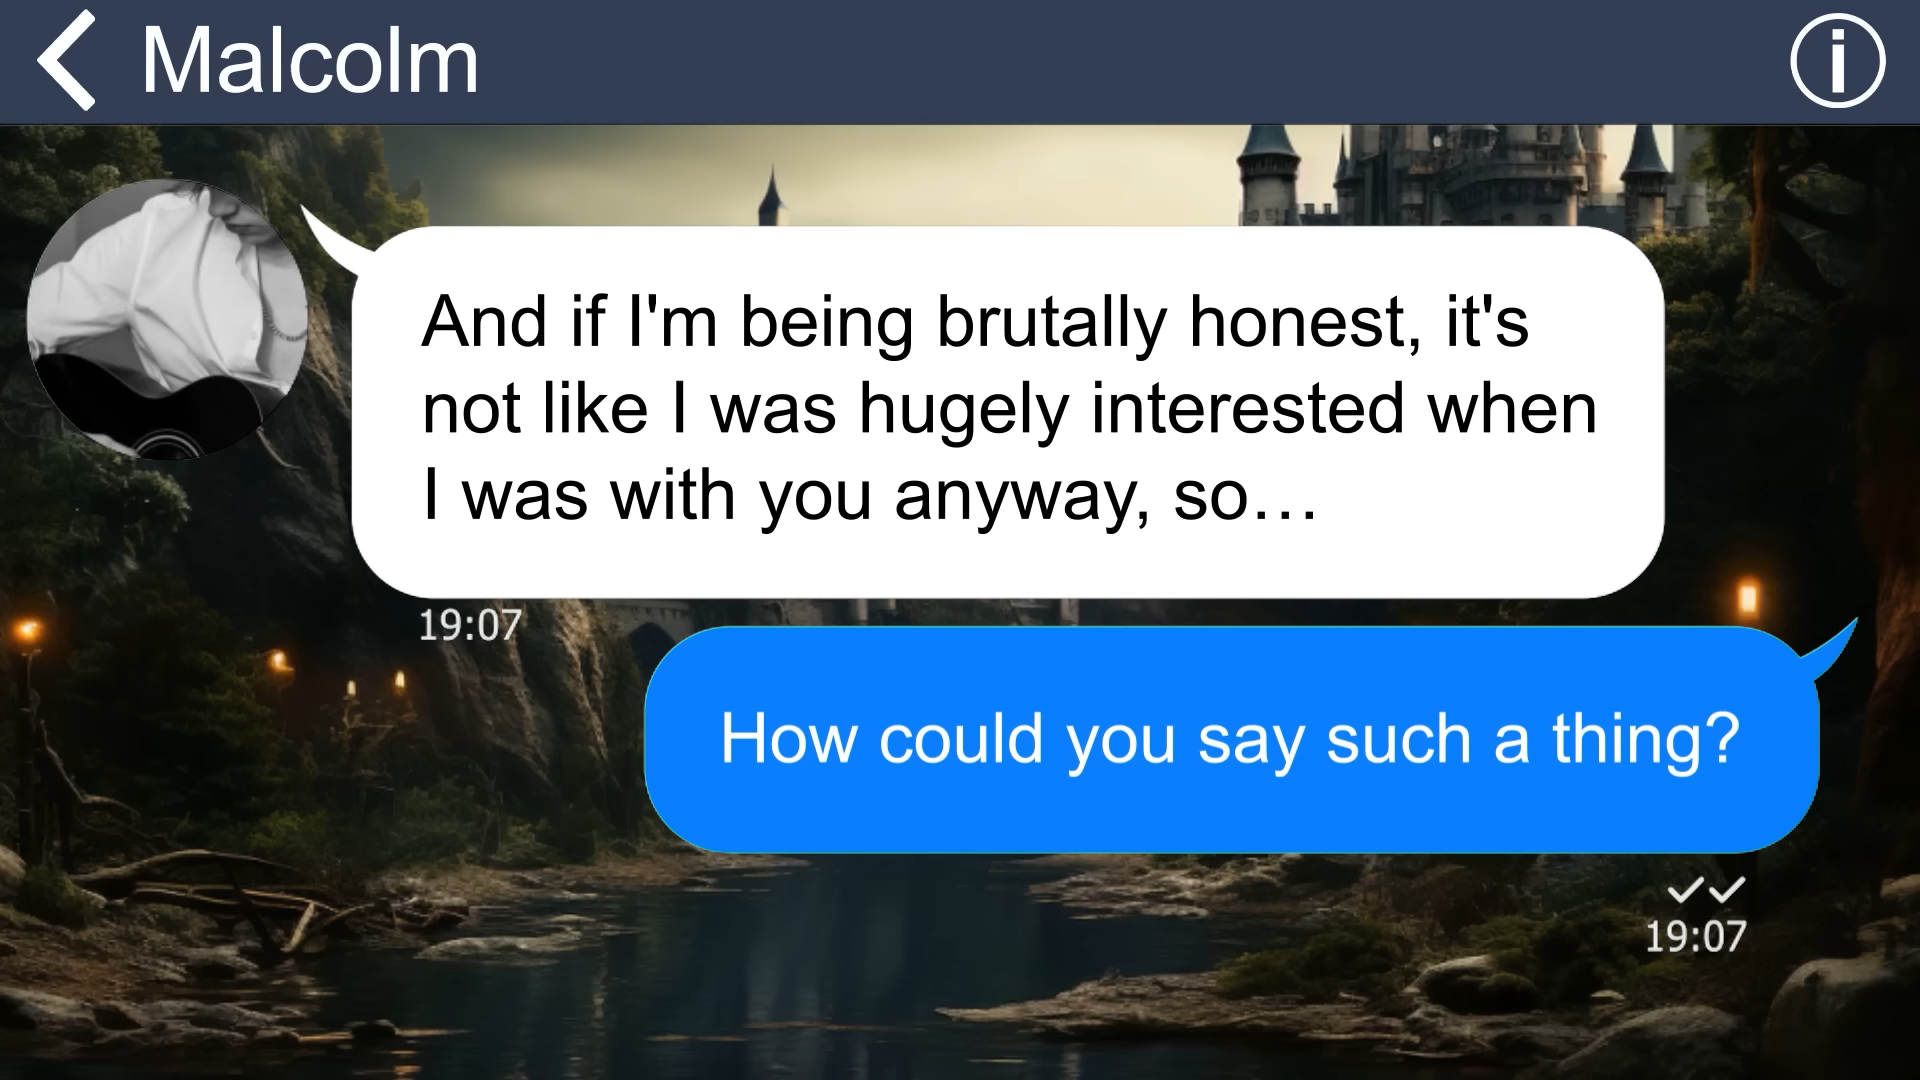 Malcolm
And if I'm being brutally honest, it's
not like I was hugely interested when
I was with you anyway, so…
19:07
How could you say such a thing?
19:07